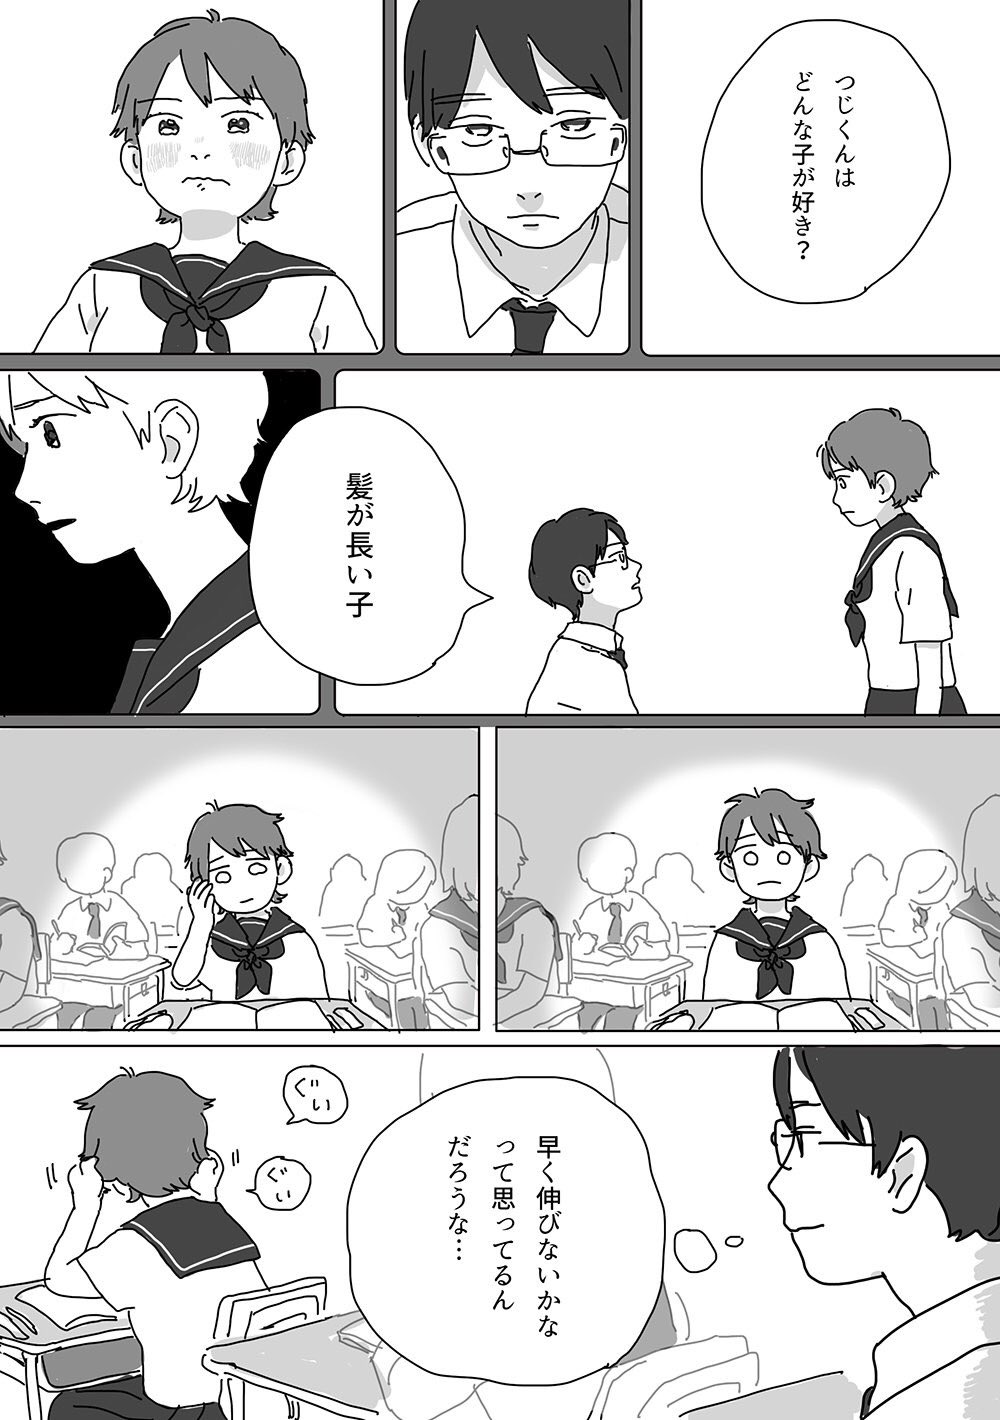 つじくんは
どんな子が好き?
髪が長い子
ぐい
ぐい
早く伸びないかな
って思ってるん
だろうな…